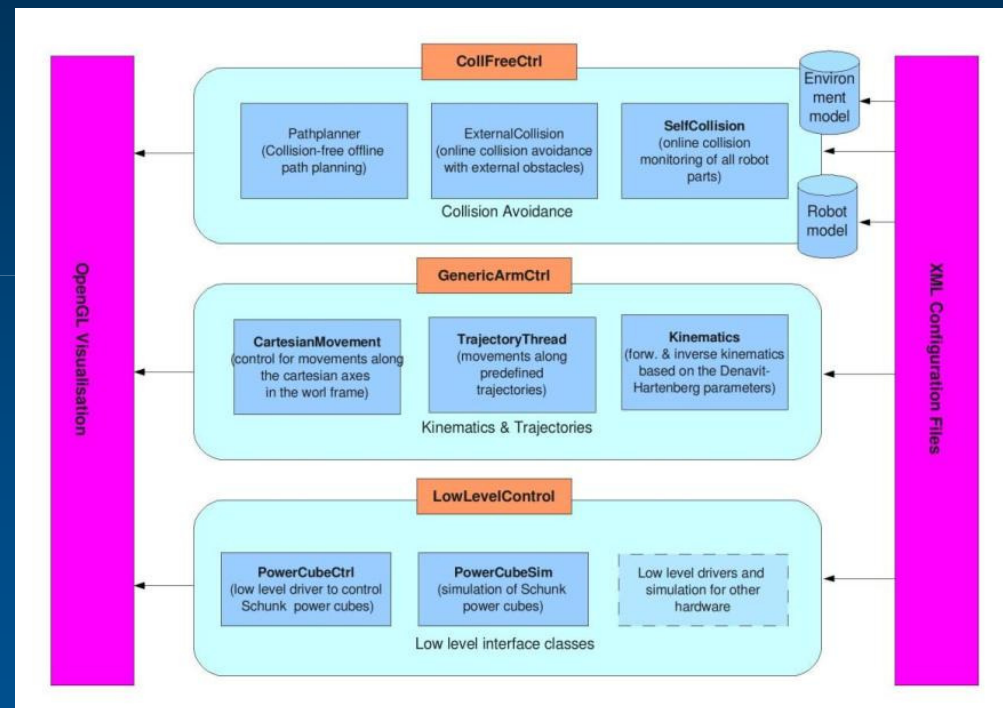 CollFreeCtrl
Environ
ment
model
Pathplanner
(Collision-free offline
path planning)
ExternalCollision
(online collision avoidance
with external obstacles)
SelfCollision
(online collision
monitoring of all robot
parts)
Collision Avoidance
Robot
model
OpenGL Visualisation
XML Configuration Files
GenericArmCtrl
CartesianMovement
(control for movements along
the cartesian axes
in the worl frame)
TrajectoryThread
(movements along
predefined
trajectories)
Kinematics
(forw. & inverse kinematics
based on the Denavit-
Hartenberg parameters)
Kinematics & Trajectories
LowLevelControl
PowerCubeCtrl
(low level driver to control
Schunk power cubes)
PowerCubeSim
(simulation of Schunk
power cubes)
Low level drivers and
simulation for other
hardware
Low level interface classes